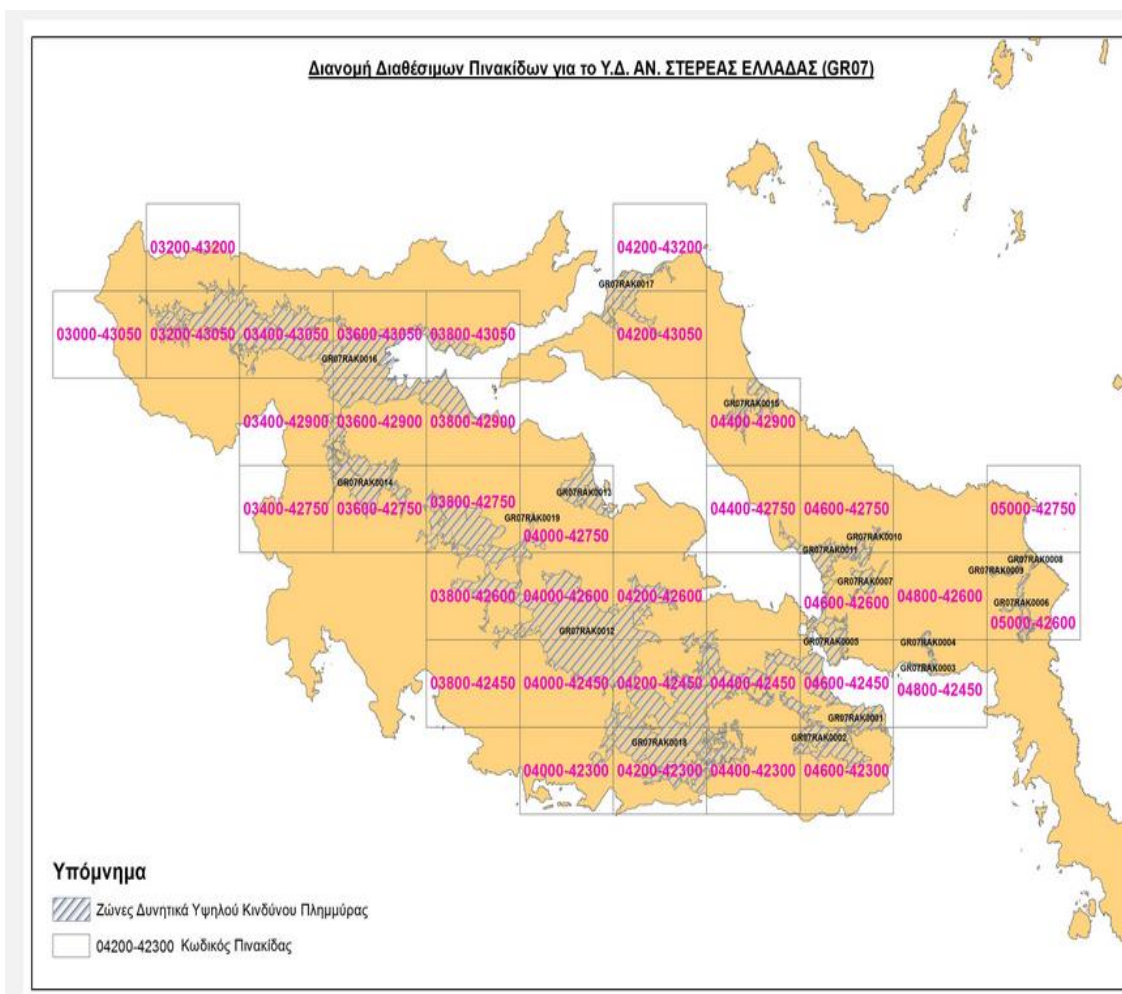 Διανομή Διαθέσιμων Πινακίδων για το Υ.Δ. ΑΝ. ΣΤΕΡΕΑΣ ΕΛΛΑΔΑΣ (GR07)
03200-43200
04200-43200
GR07RAK0017
03000-43050
03200-43050
03400-43050
03600-43050
03800-43050
04200-43050
GR07RAK0016
GR07RAK0015
03400-42900
03600-42900
03800-42900
04400-42900
GR07RAK0014
GR07RAK0013
03400-42750
03600-42750
03800-42750
GR07RAK0019
04000-42750
04400-42750
04600-42750
05000-42750
GR07RAK0010
GR07RAK0011
GR07RAK0008
GR07RAK0009
GR07RAK0007
03800-42600
04000-42600
04200-42600
04600-42600
04800-42600
GR07RAK0006
05000-42600
GR07RAK0012
GR07RAK0005
GR07RAK0004
GR07RAK0003
03800-42450
04000-42450
04200-42450
04400-42450
04600-42450
04800-42450
GR07RAK0001
GR07RAK0018
GR07RAK0002
04000-42300
04200-42300
04400-42300
04600-42300
Υπόμνημα
Ζώνες Δυνητικά Υψηλού Κινδύνου Πλημμύρας
04200-42300 Κωδικός Πινακίδας